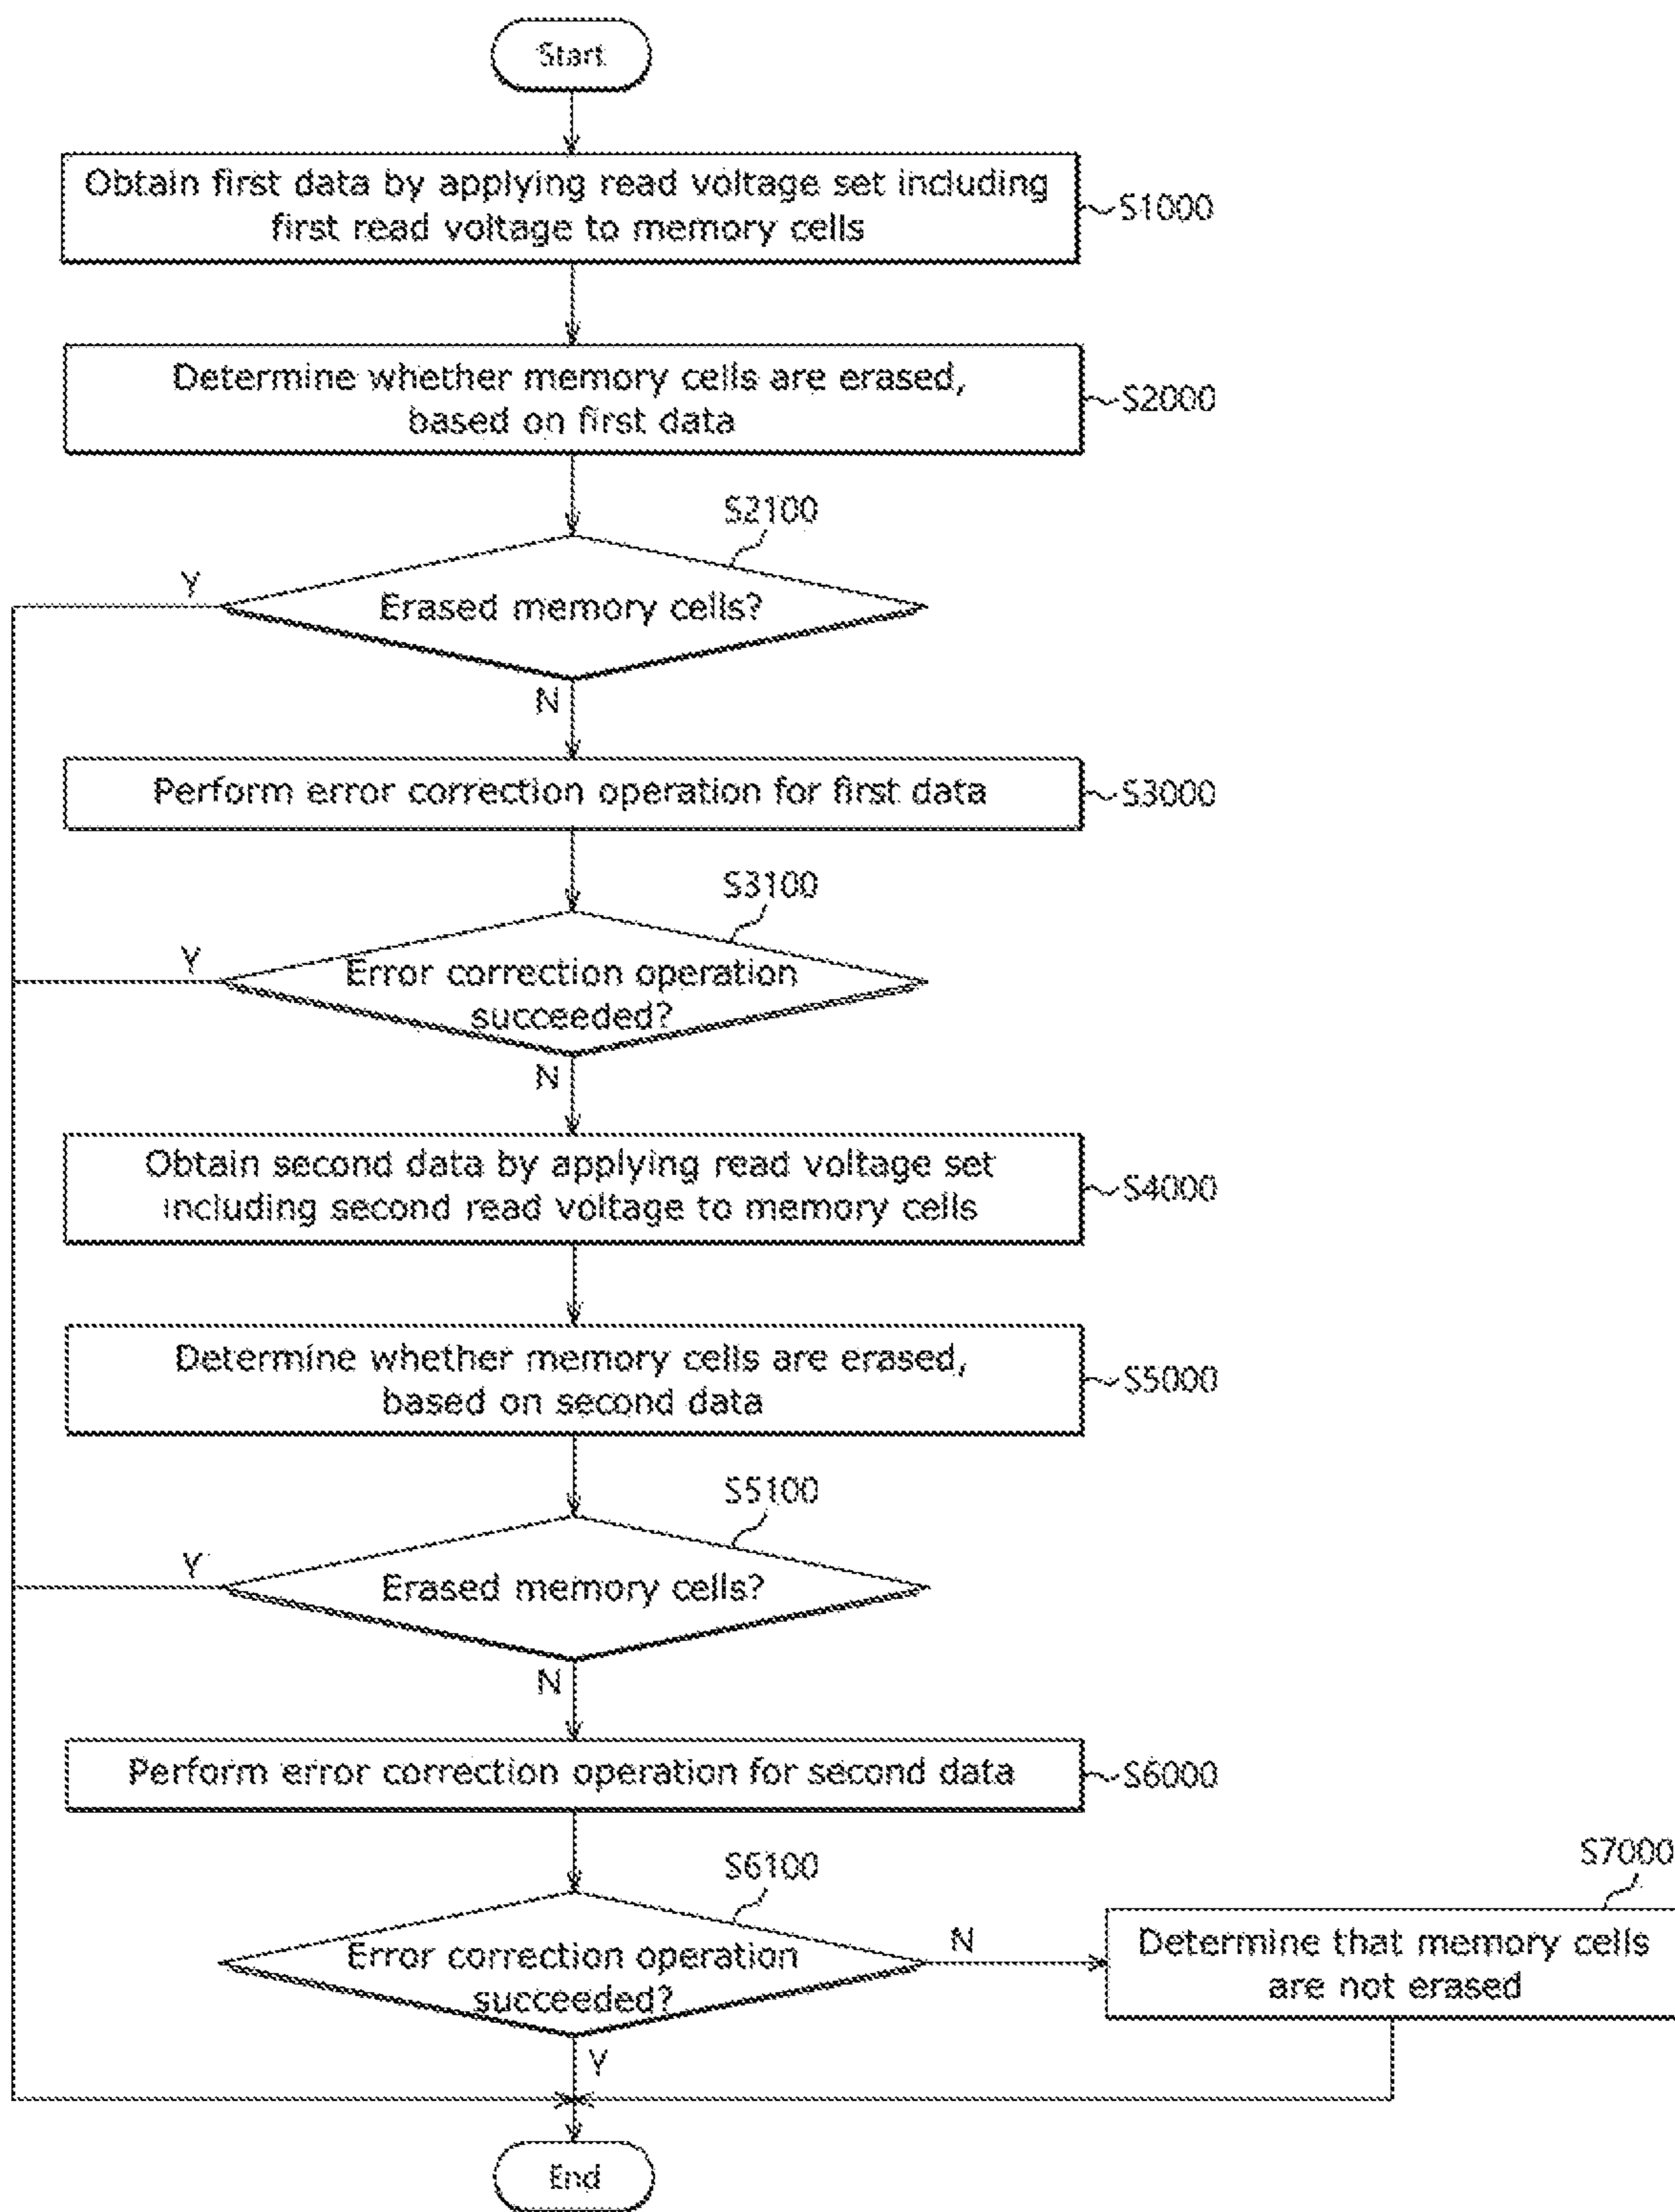 Start
Obtain first data by applying read voltage set including
first read voltage to memory cells
S1000
Determine whether memory cells are erased,
based on first data
S2000
S2100
Y
Erased memory cells?
N
Perform error correction operation for first data
S3000
S3100
Y
Error correction operation
succeeded?
N
Obtain second data by applying read voltage set
including second read voltage to memory cells
S4000
Determine whether memory cells are erased,
based on second data
S5000
S5100
Y
Erased memory cells?
N
Perform error correction operation for second data
S6000
S6100
S7000
Error correction operation
succeeded?
N
Determine that memory cells
are not erased
Y
End